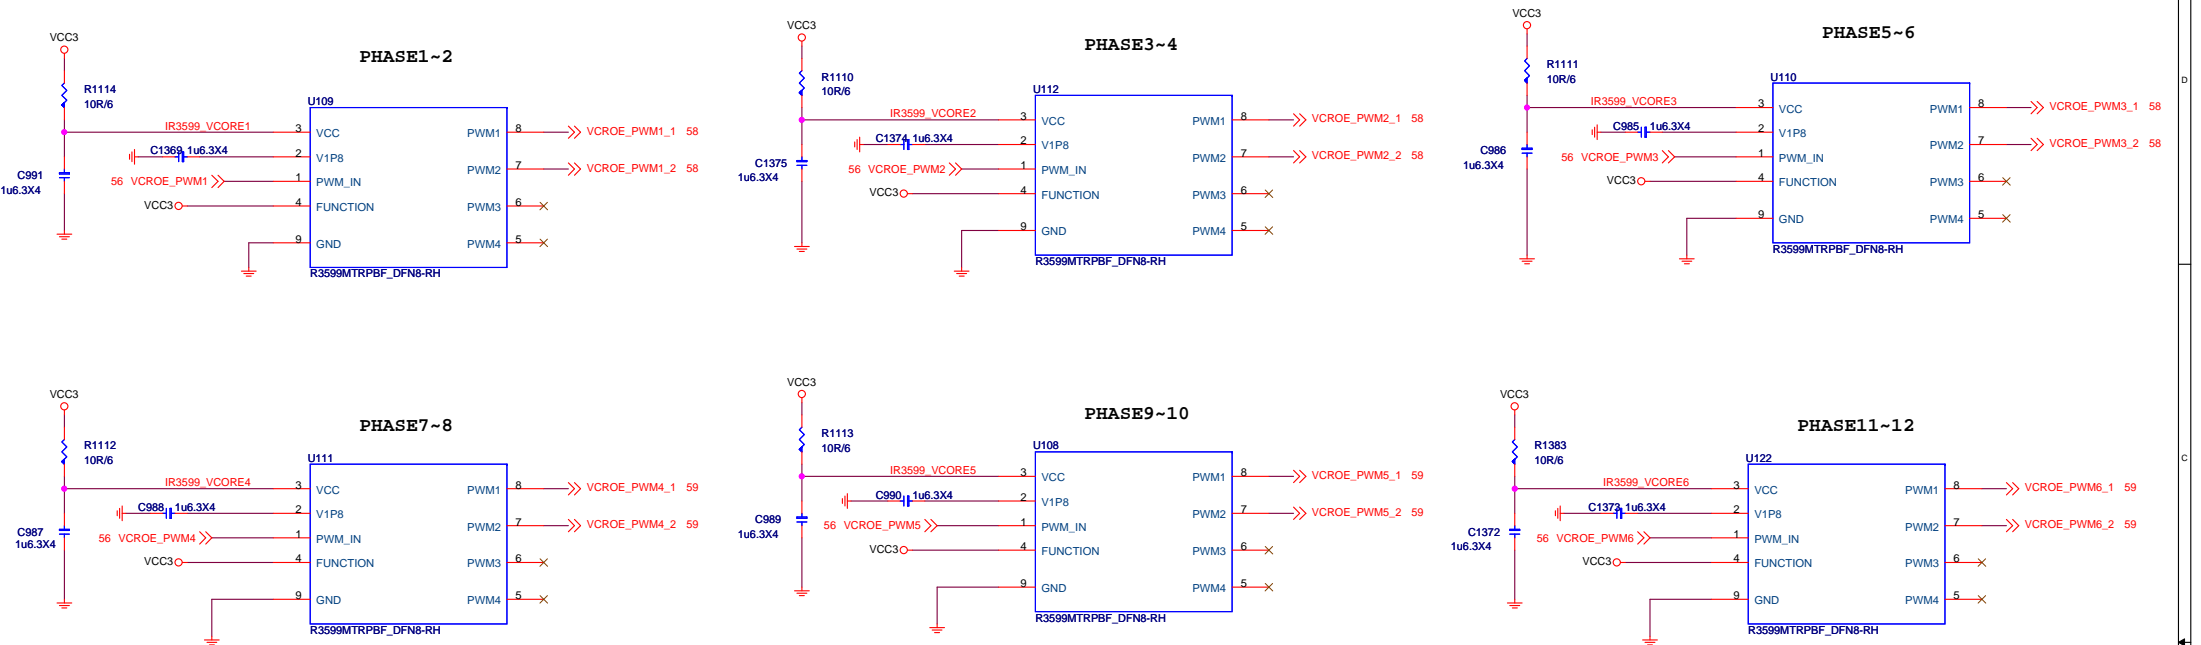 VCC3
PHASE1~2
R1114
10R/6
U109
IR3599_VCORE1
3 VCC PWM1 8 VCROE_PWM1_1 58
C1369 1u6.3X4
2 V1P8
C991
1u6.3X4
PWM2 7 VCROE_PWM1_2 58
56 VCROE_PWM1 1 PWM_IN
VCC3 4 FUNCTION PWM3 6
9 GND PWM4 5
R3599MTRPBF_DFN8-RH
VCC3
PHASE3~4
R1110
10R/6
U112
IR3599_VCORE2
3 VCC PWM1 8 VCROE_PWM2_1 58
C1374 1u6.3X4
2 V1P8
C1375
1u6.3X4
PWM2 7 VCROE_PWM2_2 58
56 VCROE_PWM2 1 PWM_IN
VCC3 4 FUNCTION PWM3 6
9 GND PWM4 5
R3599MTRPBF_DFN8-RH
VCC3
PHASE5~6
R1111
10R/6
U110
IR3599_VCORE3
3 VCC PWM1 8 VCROE_PWM3_1 58
C985 1u6.3X4
2 V1P8
C986
1u6.3X4
PWM2 7 VCROE_PWM3_2 58
56 VCROE_PWM3 1 PWM_IN
VCC3 4 FUNCTION PWM3 6
9 GND PWM4 5
R3599MTRPBF_DFN8-RH
D
VCC3
PHASE7~8
R1112
10R/6
U111
IR3599_VCORE4
3 VCC PWM1 8 VCROE_PWM4_1 59
C988 1u6.3X4
2 V1P8
C987
1u6.3X4
PWM2 7 VCROE_PWM4_2 59
56 VCROE_PWM4 1 PWM_IN
VCC3 4 FUNCTION PWM3 6
9 GND PWM4 5
R3599MTRPBF_DFN8-RH
VCC3
PHASE9~10
R1113
10R/6
U108
IR3599_VCORE5
3 VCC PWM1 8 VCROE_PWM5_1 59
C990 1u6.3X4
2 V1P8
C989
1u6.3X4
PWM2 7 VCROE_PWM5_2 59
56 VCROE_PWM5 1 PWM_IN
VCC3 4 FUNCTION PWM3 6
9 GND PWM4 5
R3599MTRPBF_DFN8-RH
VCC3
PHASE11~12
R1383
10R/6
U122
IR3599_VCORE6
3 VCC PWM1 8 VCROE_PWM6_1 59
C1373 1u6.3X4
2 V1P8
C1372
1u6.3X4
PWM2 7 VCROE_PWM6_2 59
56 VCROE_PWM6 1 PWM_IN
VCC3 4 FUNCTION PWM3 6
9 GND PWM4 5
R3599MTRPBF_DFN8-RH
C